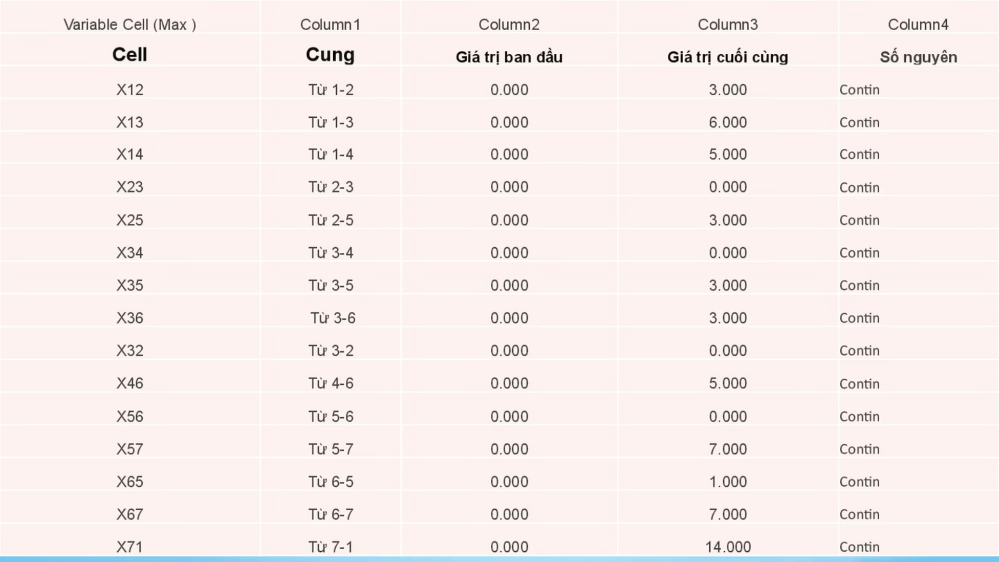 Variable Cell (Max ) Column1 Column2 Column3 Column4
Cell Cung Giá trị ban đầu Giá trị cuối cùng Số nguyên
X12 Từ 1-2 0.000 3.000 Contin
X13 Từ 1-3 0.000 6.000 Contin
X14 Từ 1-4 0.000 5.000 Contin
X23 Từ 2-3 0.000 0.000 Contin
X25 Từ 2-5 0.000 3.000 Contin
X34 Từ 3-4 0.000 0.000 Contin
X35 Từ 3-5 0.000 3.000 Contin
X36 Từ 3-6 0.000 3.000 Contin
X32 Từ 3-2 0.000 0.000 Contin
X46 Từ 4-6 0.000 5.000 Contin
X56 Từ 5-6 0.000 0.000 Contin
X57 Từ 5-7 0.000 7.000 Contin
X65 Từ 6-5 0.000 1.000 Contin
X67 Từ 6-7 0.000 7.000 Contin
X71 Từ 7-1 0.000 14.000 Contin